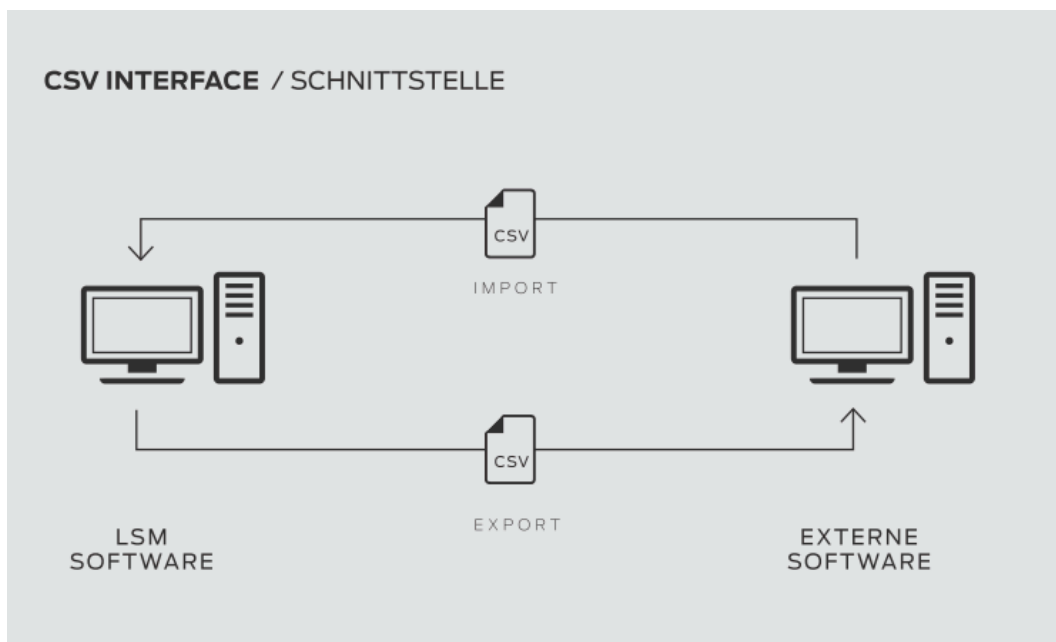 CSV INTERFACE / SCHNITTSTELLE
CSV
IMPORT
CSV
EXPORT
LSM
SOFTWARE
EXTERNE
SOFTWARE